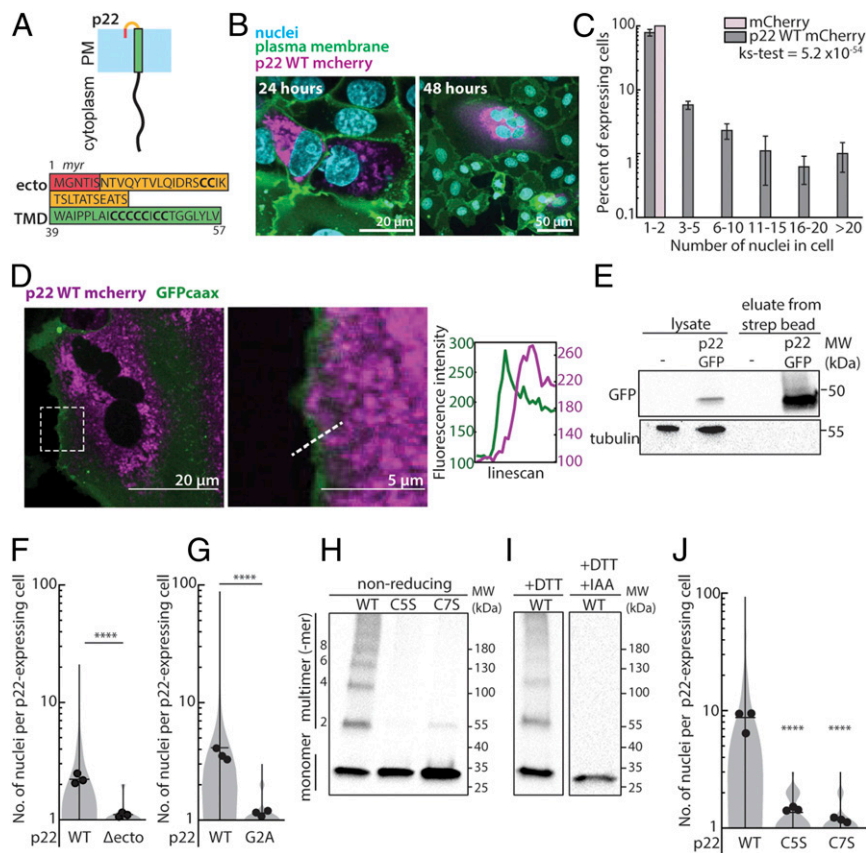 A
p22
PM
cytoplasm
1 myr
ecto MGNTISNTVQYTVLQIDRSCCIK
TSLTATSEATS
TMD WAIPPLAICCCCCICCTGGLYLV
39 57
B
nuclei
plasma membrane
p22 WT mcherry
24 hours
20 µm
48 hours
50 µm
C
mCherry
p22 WT mCherry
ks-test = 5.2 x10-54
Percent of expressing cells
100
10
1
0.1
1-2 3-5 6-10 11-15 16-20 >20
Number of nuclei in cell
D
p22 WT mcherry GFPcaax
20 µm
5 µm
Fluorescence intensity
300
250
200
150
100
260
220
180
140
100
linescan
E
lysate
eluate from
strep bead
- p22
GFP
- p22
GFP
MW
(kDa)
GFP
50
tubulin
55
F
No. of nuclei per p22-expressing cell
100
10
1
****
p22 WT Δecto
G
No. of nuclei per p22-expressing cell
100
10
1
****
p22 WT G2A
H
non-reducing
WT C5S C7S
MW
(kDa)
multimer (-mer)
monomer
8
6
4
2
180
130
100
55
40
35
25
I
+DTT
WT
+DTT
+IAA
WT
MW
(kDa)
180
130
100
55
40
35
25
J
No. of nuclei per p22-expressing cell
100
10
1
**** ****
p22 WT C5S C7S